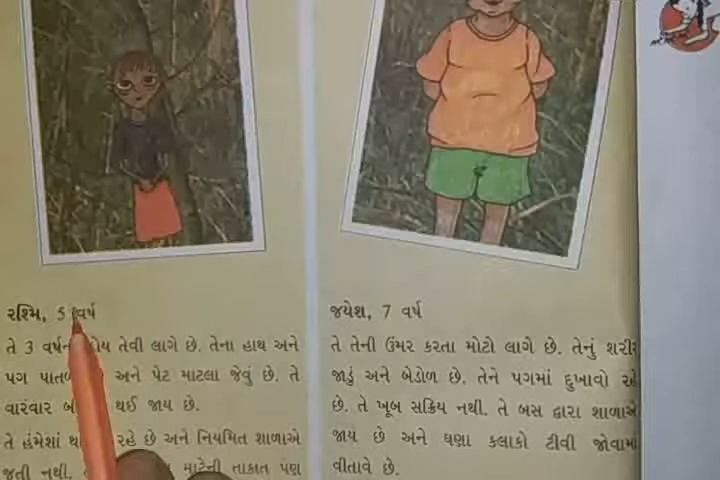 રશ્મિ, 5 વર્ષ
તે 3 તેવી લાગે છે. તેના હાથ અને
પગ અને પેટ માટલા જેવું છે. તે
વારંવાર થઈ જાય છે.
તે હંમેશાં રહે છે અને નિયમિત શાળાએ
જતી નથી. માટેની તાકાત પણ
જયેશ, 7 વર્ષ
તે તેની ઉંમર કરતા મોટો લાગે છે. તેનું શરીર
જાડું અને બેડોળ છે. તેને પગમાં દુખાવો રહે
છે. તે ખૂબ સક્રિય નથી. તે બસ દ્વારા શાળાએ
જાય છે અને ઘણા કલાકો ટીવી જોવામાં
વીતાવે છે.